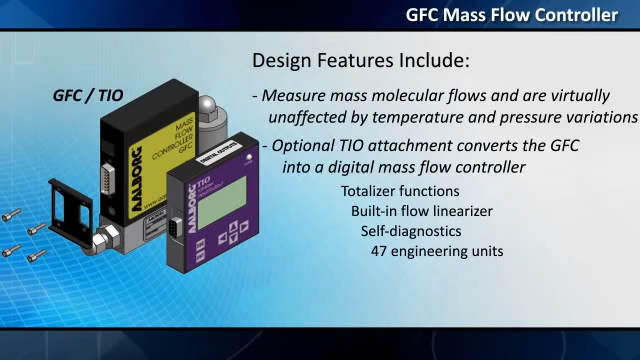 GFC Mass Flow Controller
Design Features Include:
GFC / TIO
- Measure mass molecular flows and are virtually
unaffected by temperature and pressure variations
- Optional TIO attachment converts the GFC
into a digital mass flow controller
Totalizer functions
Built-in flow linearizer
Self-diagnostics
47 engineering units
AALBORG
MASS
FLOW
CONTROLLER
GFC
AALBORG
TIO
DIGITAL OUTPUTS